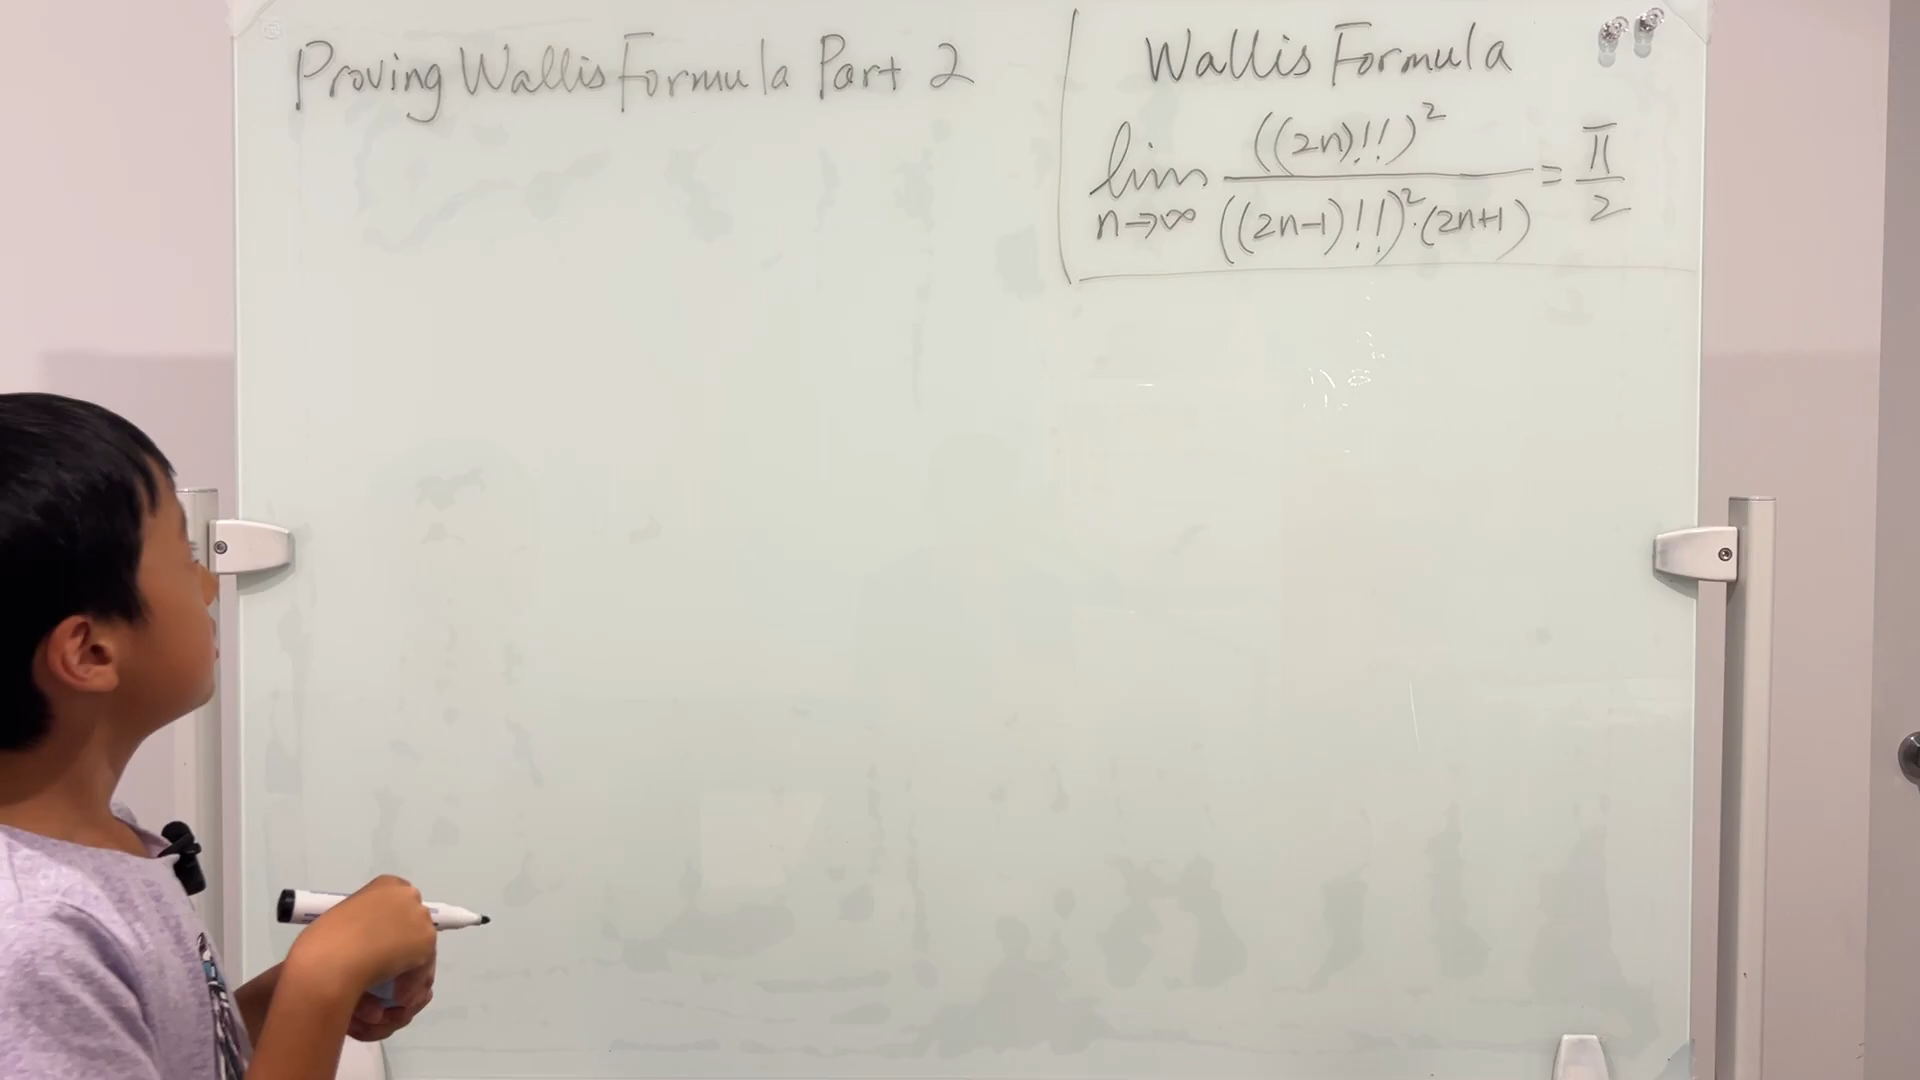 Proving Wallis Formula Part 2
Wallis Formula
lim n→∞ ((2n)!!)² / ((2n-1)!!)²·(2n+1) = π/2